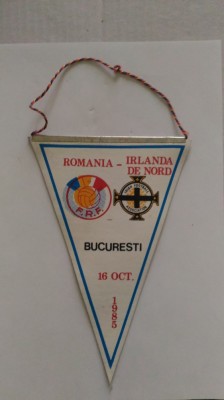 ROMANIA - IRLANDA
DE NORD
F.R.F.
BUCURESTI
16 OCT.
1985